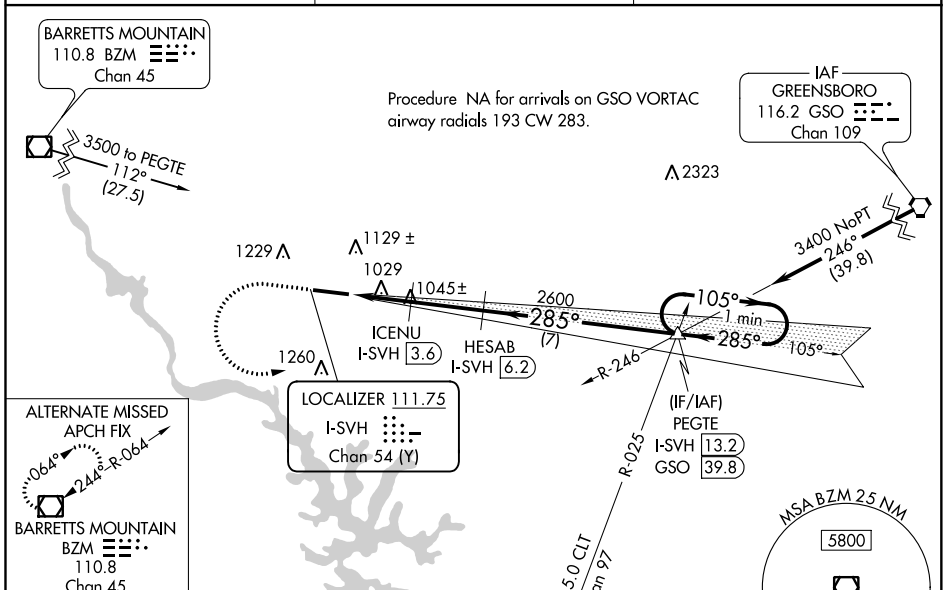 BARRETTS MOUNTAIN
110.8 BZM
Chan 45
Procedure NA for arrivals on GSO VORTAC
airway radials 193 CW 283.
IAF
GREENSBORO
116.2 GSO
Chan 109
3500 to PEGTE
112°
(27.5)
2323
3400 NoPT
246°
(39.8)
1229
1129 ±
1029
1045±
2600
285°
(7)
105°
1 min
285°
105°
ICENU
I-SVH 3.6
HESAB
I-SVH 6.2
R-246
1260
LOCALIZER 111.75
I-SVH
Chan 54 (Y)
(IF/IAF)
PEGTE
I-SVH 13.2
GSO 39.8
R-025
ALTERNATE MISSED
APCH FIX
064°
244°
R-064
BARRETTS MOUNTAIN
BZM
110.8
Chan 45
5.0 CLT
an 97
MSA BZM 25 NM
5800